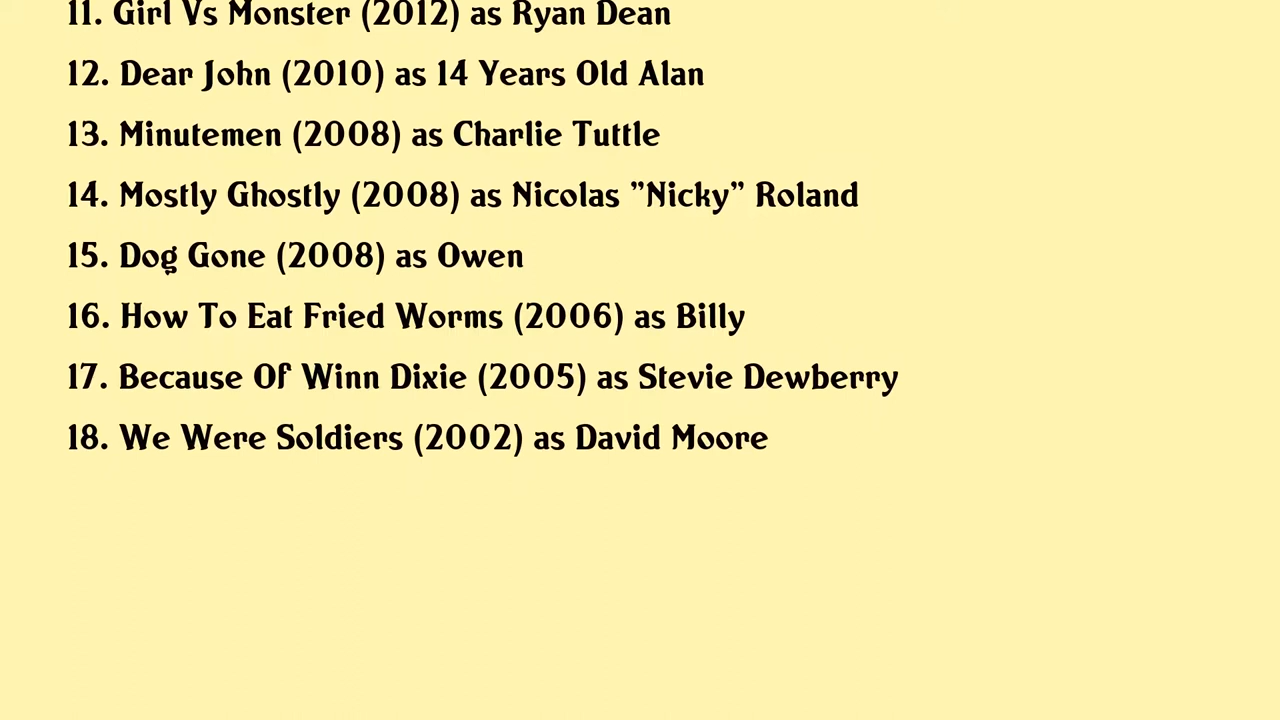 11. Girl Vs Monster (2012) as Ryan Dean
12. Dear John (2010) as 14 Years Old Alan
13. Minutemen (2008) as Charlie Tuttle
14. Mostly Ghostly (2008) as Nicolas "Nicky" Roland
15. Dog Gone (2008) as Owen
16. How To Eat Fried Worms (2006) as Billy
17. Because Of Winn Dixie (2005) as Stevie Dewberry
18. We Were Soldiers (2002) as David Moore